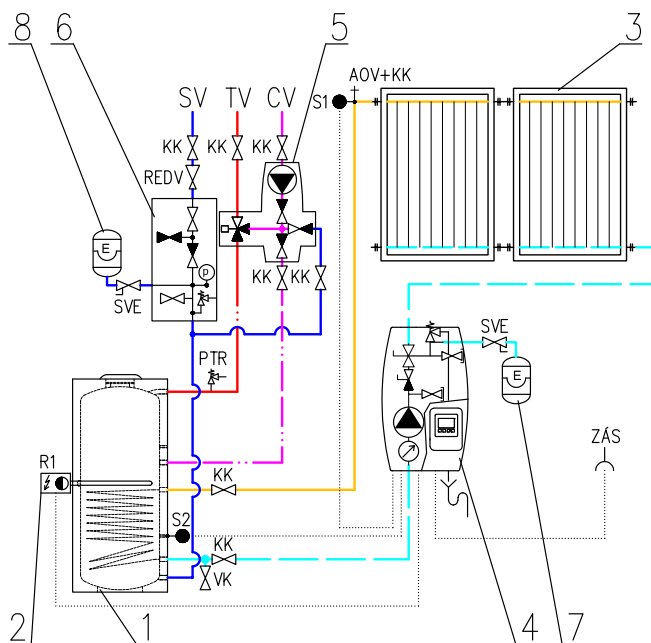 8 6 5 3
AOV+KK
SV TV CV S1
KK KK KK
REDV
E
p
SVE
KK KK
SVE
PTR
E
ZÁS
R1
KK
S2
KK
VK
2 1 4 7